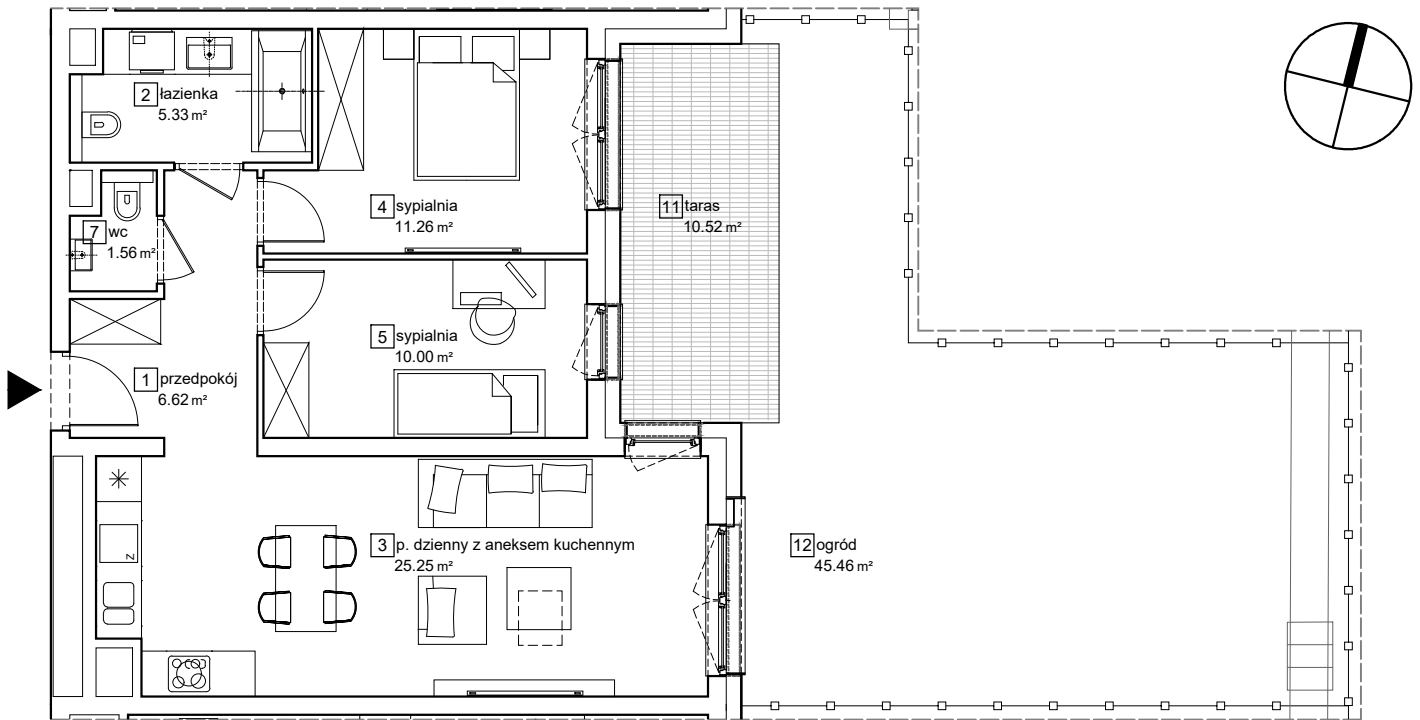 2 łazienka
5.33 m²
7 wc
1.56 m²
4 sypialnia
11.26 m²
11 taras
10.52 m²
5 sypialnia
10.00 m²
1 przedpokój
6.62 m²
3 p. dzienny z aneksem kuchennym
25.25 m²
12 ogród
45.46 m²
Z